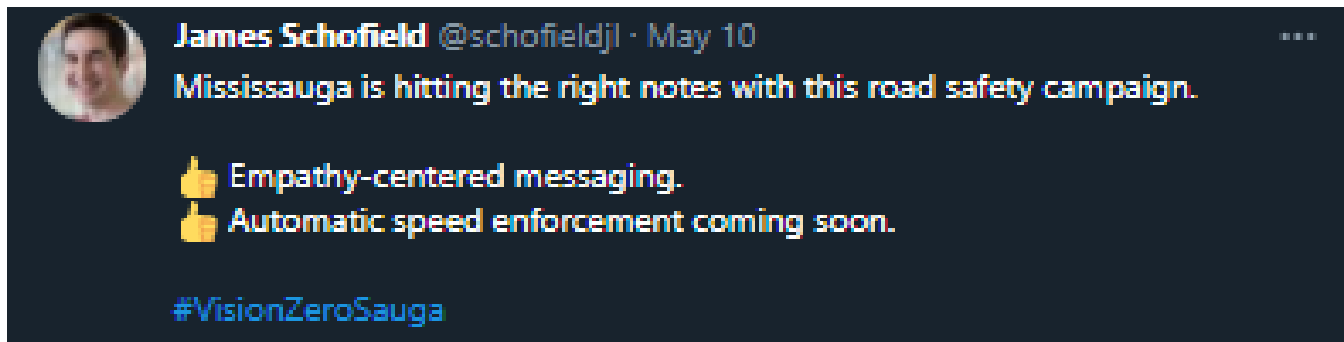 James Schofield @schofieldjl · May 10
Mississauga is hitting the right notes with this road safety campaign.
👍 Empathy-centered messaging.
👍 Automatic speed enforcement coming soon.
#VisionZeroSauga